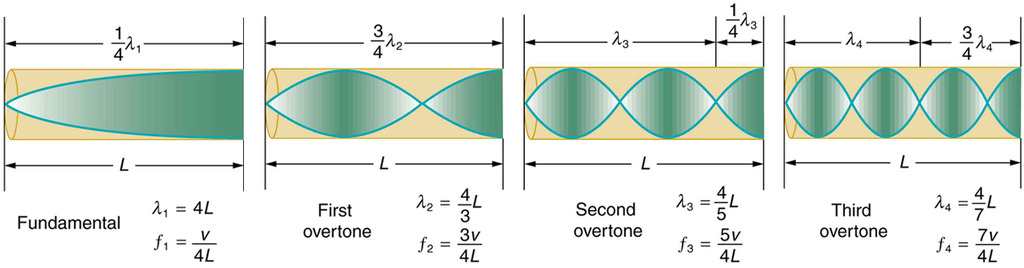 1/4 λ₁
L
Fundamental
λ₁ = 4L
f₁ = v/4L
3/4 λ₂
L
First
overtone
λ₂ = 4/3 L
f₂ = 3v/4L
λ₃
1/4 λ₃
L
Second
overtone
λ₃ = 4/5 L
f₃ = 5v/4L
λ₄
3/4 λ₄
L
Third
overtone
λ₄ = 4/7 L
f₄ = 7v/4L